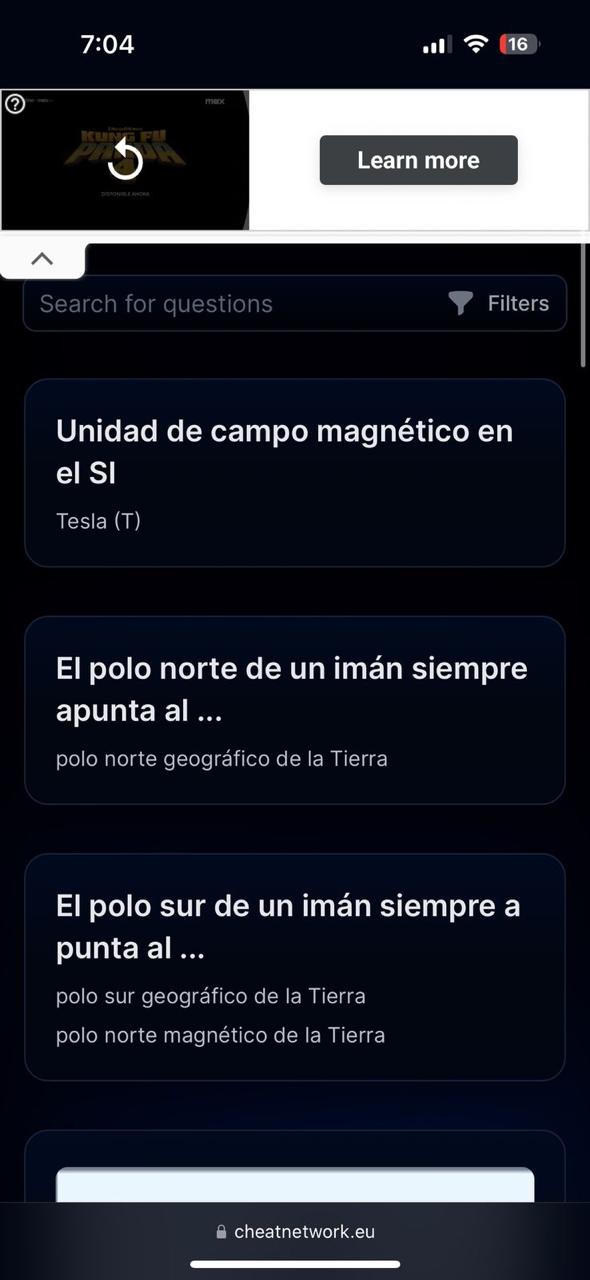 7:04
16
max
KUNG FU
PANDA
4
DISPONIBLE AHORA
Learn more
Search for questions
Filters
Unidad de campo magnético en
el SI
Tesla (T)
El polo norte de un imán siempre
apunta al ...
polo norte geográfico de la Tierra
El polo sur de un imán siempre a
punta al ...
polo sur geográfico de la Tierra
polo norte magnético de la Tierra
cheatnetwork.eu